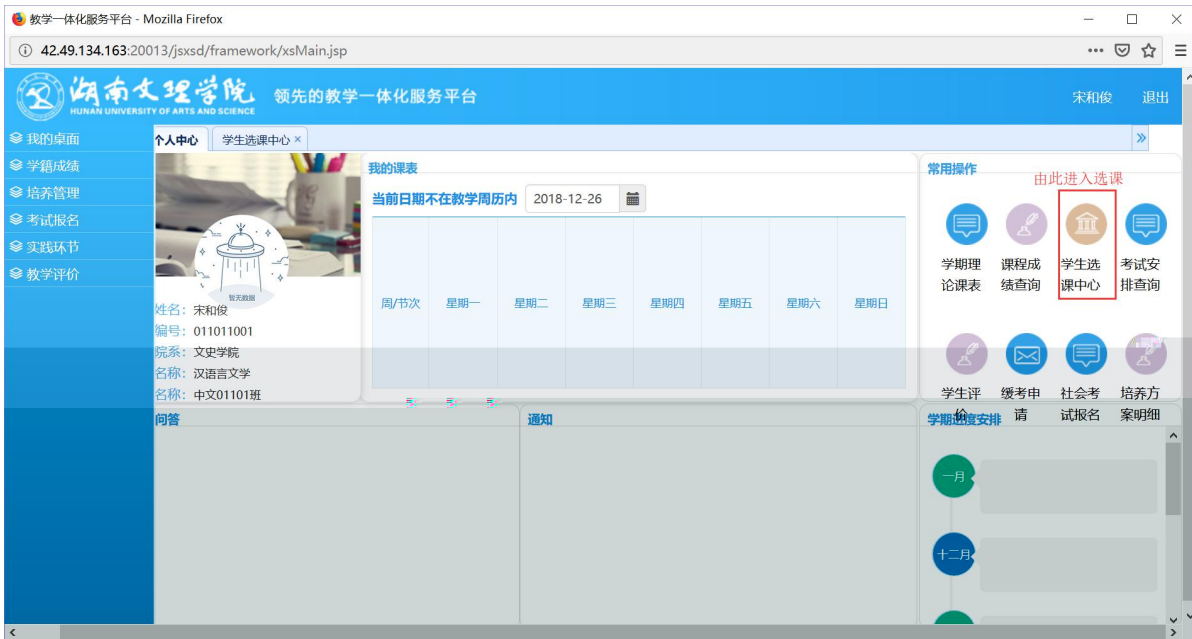 教学一体化服务平台 - Mozilla Firefox
42.49.134.163:20013/jsxsd/framework/xsMain.jsp
湖南文理学院
HUNAN UNIVERSITY OF ARTS AND SCIENCE
领先的教学一体化服务平台
宋和俊 退出
我的桌面
学籍成绩
培养管理
考试报名
实践环节
教学评价
个人中心 学生选课中心
暂无数据
姓名：宋和俊
编号：011011001
院系：文史学院
名称：汉语言文学
名称：中文01101班
我的课表
当前日期不在教学周历内 2018-12-26
周/节次 星期一 星期二 星期三 星期四 星期五 星期六 星期日
常用操作
由此进入选课
学期理论课表
课程成绩查询
学生选课中心
考试安排查询
学生评价
缓考申请
社会考试报名
培养方案明细
问答
通知
学期进度安排
一月
十二月